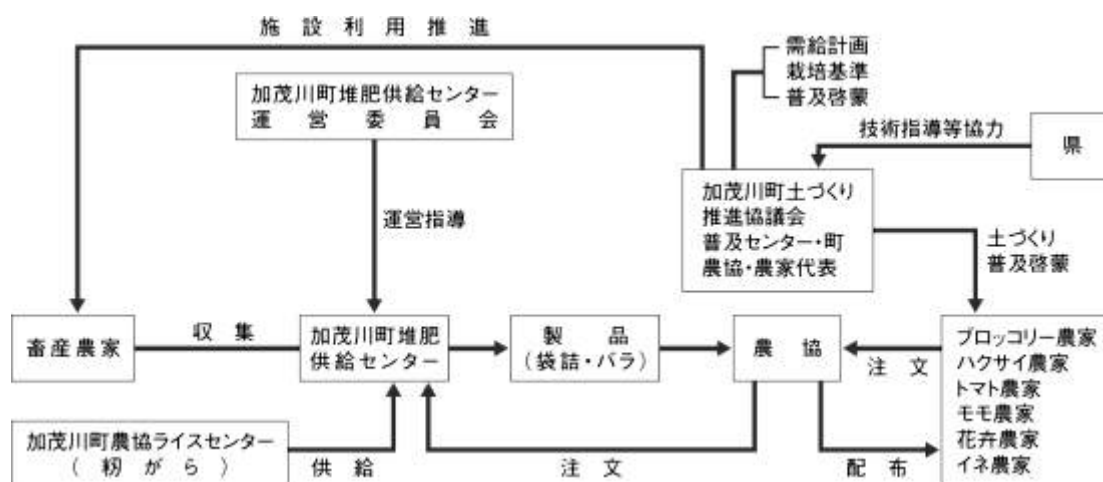 施設利用推進
需給計画
栽培基準
普及啓蒙
加茂川町堆肥供給センター
運営委員会
技術指導等協力
県
加茂川町土づくり
推進協議会
普及センター・町
農協・農家代表
運営指導
土づくり
普及啓蒙
畜産農家
収集
加茂川町堆肥
供給センター
製品
(袋詰・バラ)
農協
注文
ブロッコリー農家
ハクサイ農家
トマト農家
モモ農家
花卉農家
イネ農家
加茂川町農協ライスセンター
(籾がら)
供給
注文
配布